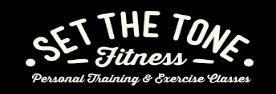 SET THE TONE
Fitness
Personal Training & Exercise Classes